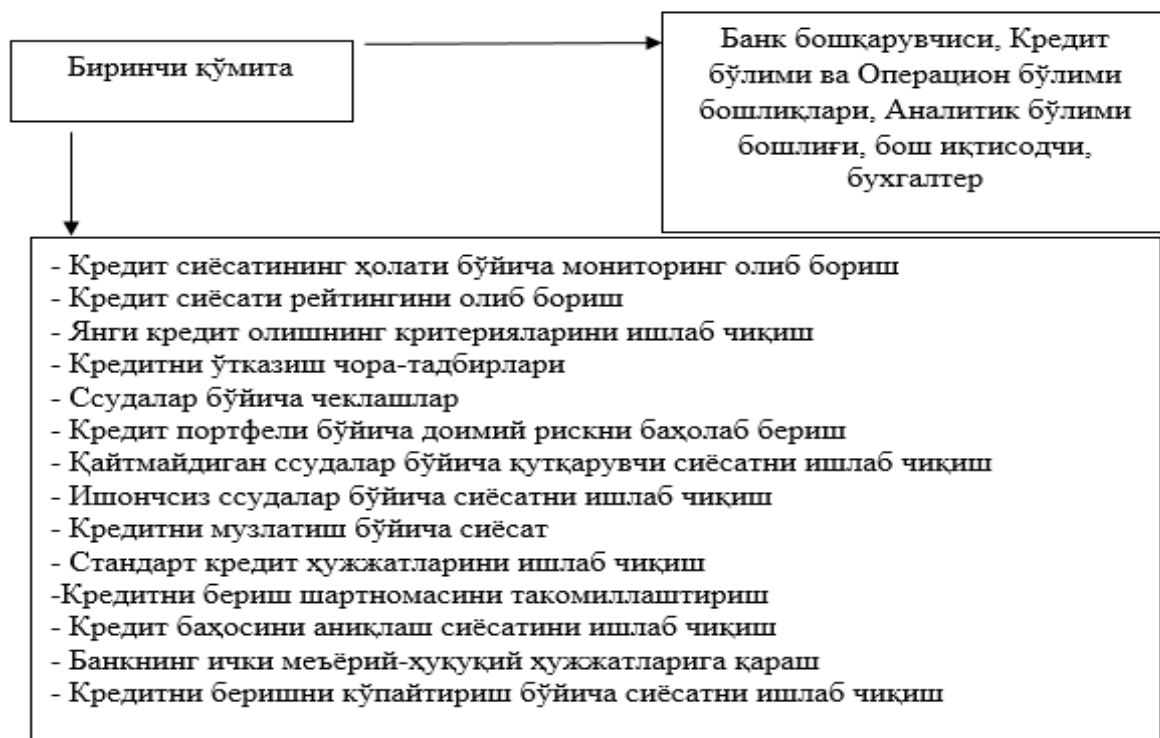 Биринчи қўмита
Банк бошқарувчиси, Кредит
бўлими ва Операцион бўлими
бошлиқлари, Аналитик бўлими
бошлиғи, бош иқтисодчи,
бухгалтер
- Кредит сиёсатининг ҳолати бўйича мониторинг олиб бориш
- Кредит сиёсати рейтингини олиб бориш
- Янги кредит олишнинг критерияларини ишлаб чиқиш
- Кредитни ўтказиш чора-тадбирлари
- Ссудалар бўйича чеклашлар
- Кредит портфели бўйича доимий рискни баҳолаб бериш
- Қайтмайдиган ссудалар бўйича қутқарувчи сиёсатни ишлаб чиқиш
- Ишончсиз ссудалар бўйича сиёсатни ишлаб чиқиш
- Кредитни музлатиш бўйича сиёсат
- Стандарт кредит ҳужжатларини ишлаб чиқиш
-Кредитни бериш шартномасини такомиллаштириш
- Кредит баҳосини аниқлаш сиёсатини ишлаб чиқиш
- Банкнинг ички меъёрий-ҳуқуқий ҳужжатларига қараш
- Кредитни беришни кўпайтириш бўйича сиёсатни ишлаб чиқиш